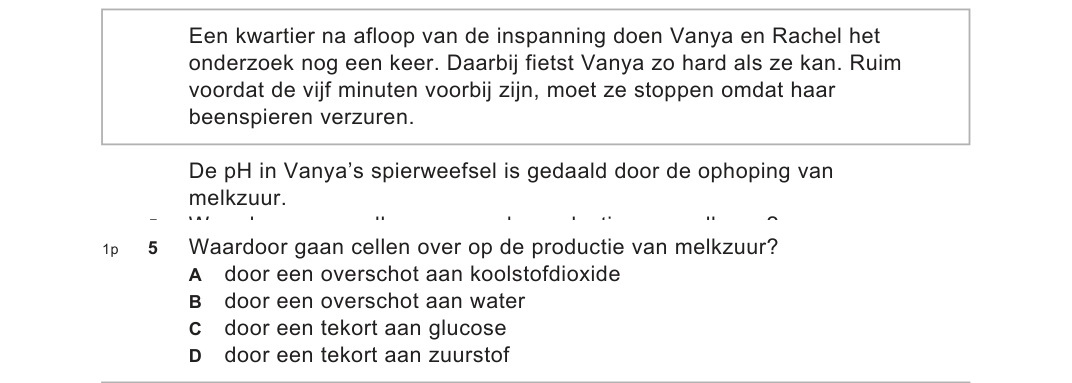 Een kwartier na afloop van de inspanning doen Vanya en Rachel het
onderzoek nog een keer. Daarbij fietst Vanya zo hard als ze kan. Ruim
voordat de vijf minuten voorbij zijn, moet ze stoppen omdat haar
beenspieren verzuren.
De pH in Vanya's spierweefsel is gedaald door de ophoping van
melkzuur.
1p 5 Waardoor gaan cellen over op de productie van melkzuur?
A door een overschot aan koolstofdioxide
B door een overschot aan water
C door een tekort aan glucose
D door een tekort aan zuurstof